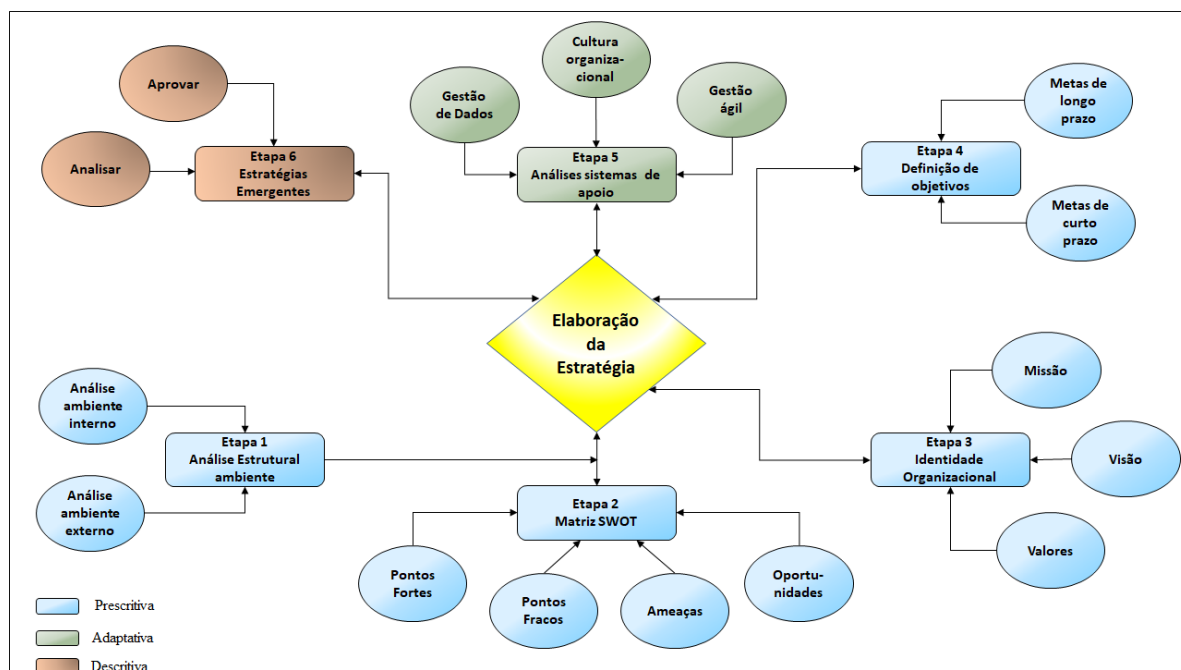 Aprovar
Analisar
Etapa 6
Estratégias
Emergentes
Gestão
de Dados
Cultura
organiza-
cional
Gestão
ágil
Etapa 5
Análises sistemas de
apoio
Metas de
longo
prazo
Etapa 4
Definição de
objetivos
Metas de
curto
prazo
Elaboração
da
Estratégia
Análise
ambiente
interno
Etapa 1
Análise Estrutural
ambiente
Análise
ambiente
externo
Etapa 2
Matriz SWOT
Pontos
Fortes
Pontos
Fracos
Ameaças
Oportu-
nidades
Missão
Etapa 3
Identidade
Organizacional
Visão
Valores
Prescritiva
Adaptativa
Descritiva